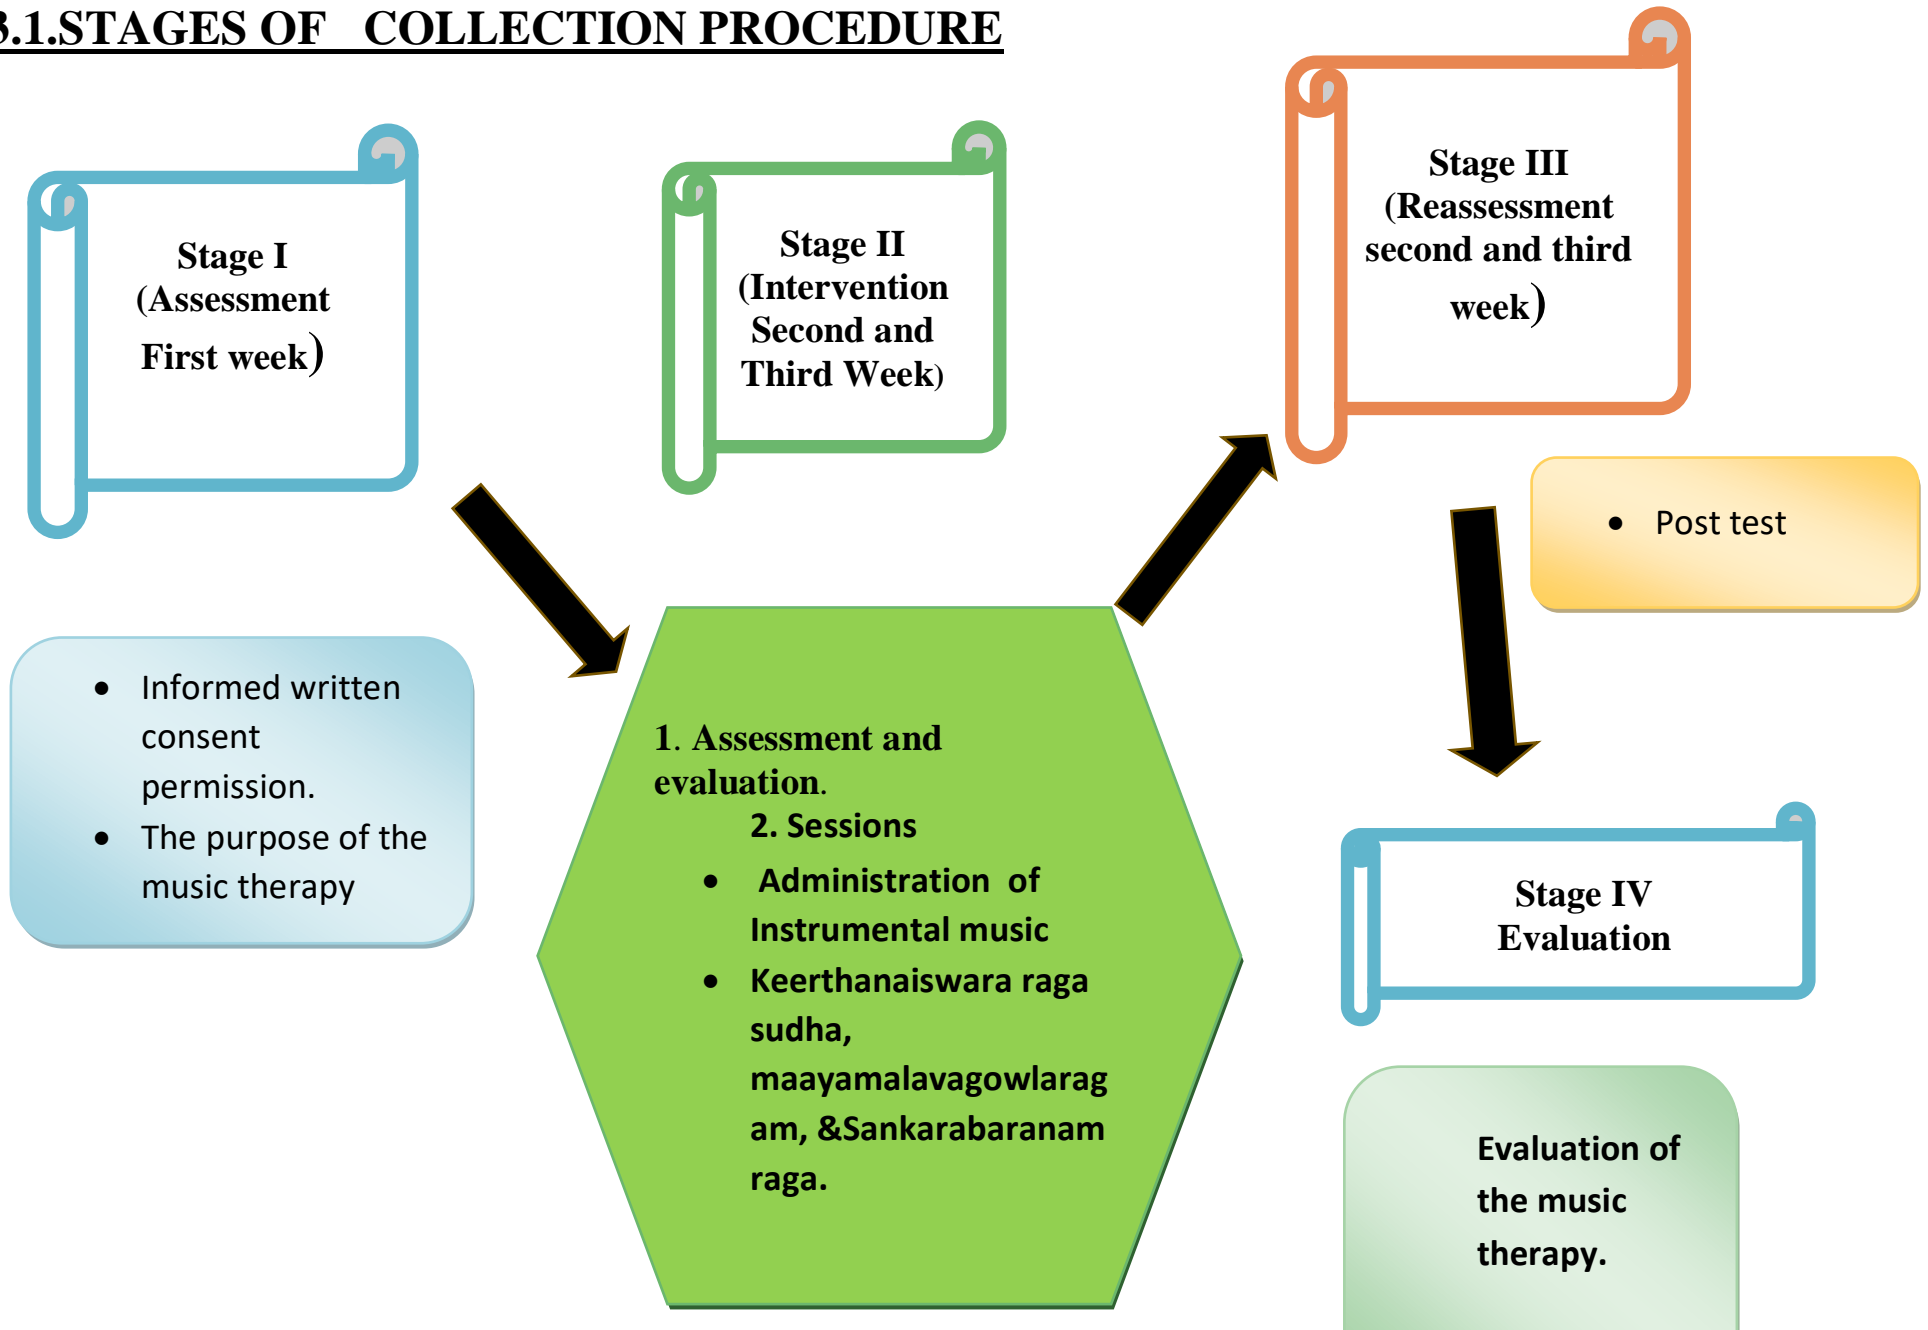 3.1.STAGES OF COLLECTION PROCEDURE
Stage I
(Assessment
First week)
Stage II
(Intervention
Second and
Third Week)
Stage III
(Reassessment
second and third
week)
• Post test
• Informed written
consent
permission.
• The purpose of the
music therapy
1. Assessment and
evaluation.
2. Sessions
• Administration of
Instrumental music
• Keerthanaiswara raga
sudha,
maayamalavagowlarag
am, &Sankarabaranam
raga.
Stage IV
Evaluation
Evaluation of
the music
therapy.